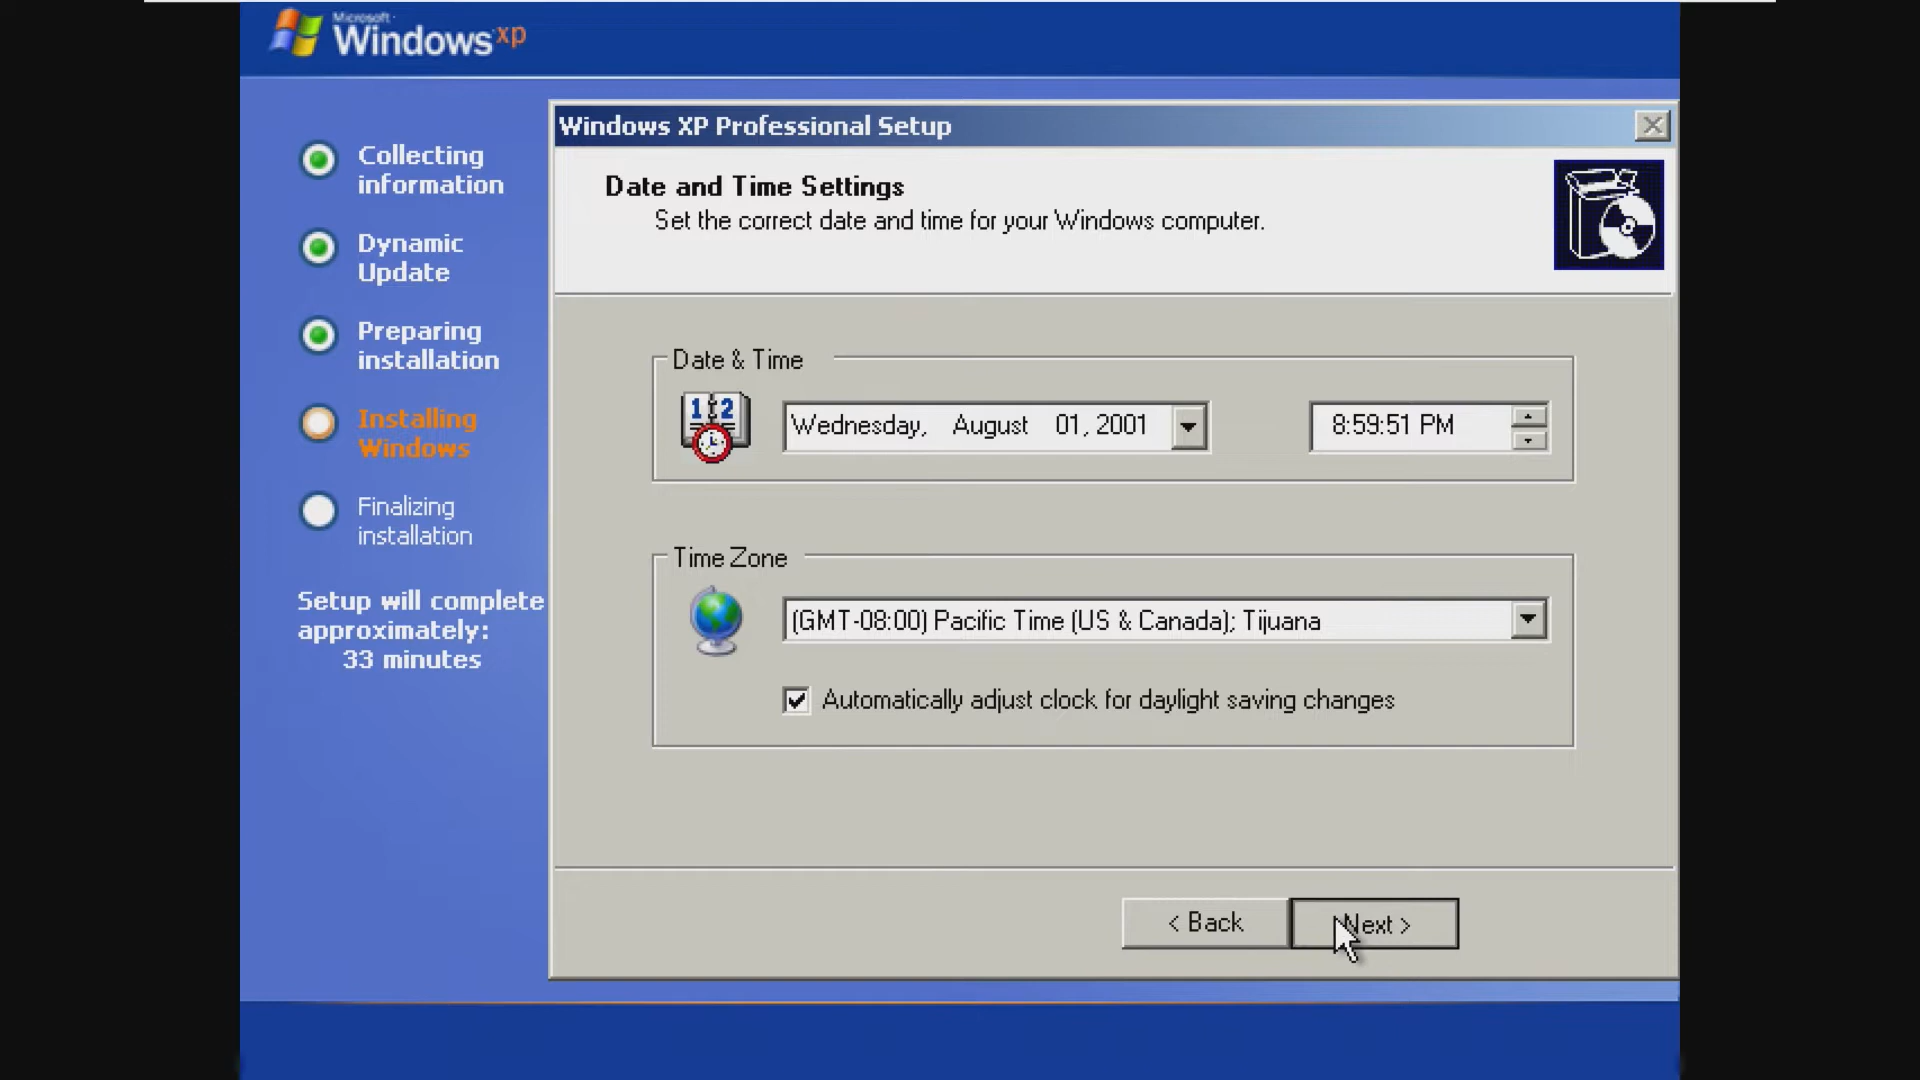 Microsoft
Windows xp
Collecting
information
Dynamic
Update
Preparing
installation
Installing
Windows
Finalizing
installation
Setup will complete
approximately:
33 minutes
Windows XP Professional Setup
Date and Time Settings
Set the correct date and time for your Windows computer.
Date & Time
1 2
Wednesday, August 01, 2001
8:59:51 PM
Time Zone
(GMT-08:00) Pacific Time (US & Canada); Tijuana
Automatically adjust clock for daylight saving changes
< Back
Next >